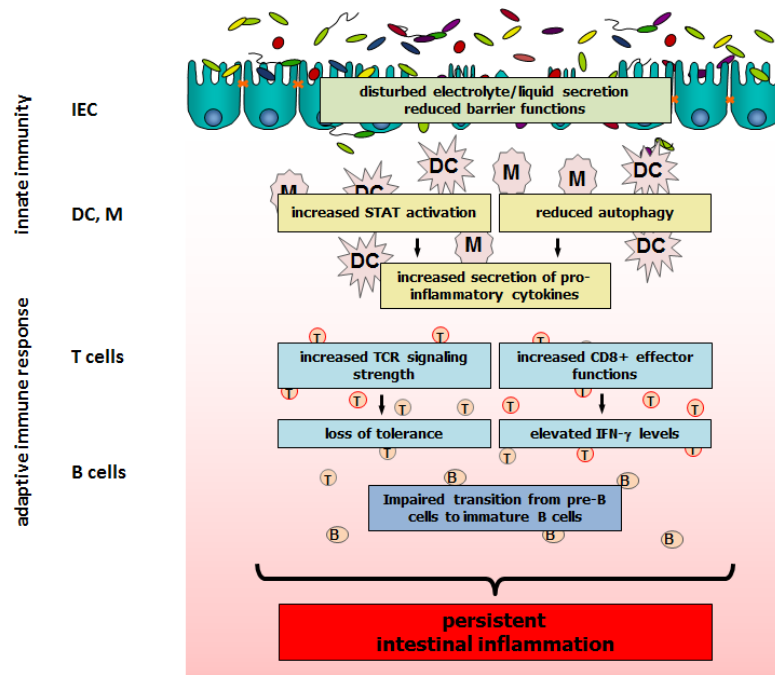 innate immunity
IEC
disturbed electrolyte/liquid secretion
reduced barrier functions
DC
M
DC
M
M
DC
DC, M
increased STAT activation
reduced autophagy
DC
M
DC
increased secretion of pro-
inflammatory cytokines
adaptive immune response
T cells
T
T
T
increased TCR signaling
strength
increased CD8+ effector
functions
T
T
T
T
T
T
T
T
T
loss of tolerance
elevated IFN-γ levels
T
T
T
T
B cells
T
B
B
Impaired transition from pre-B
cells to immature B cells
B
B
B
persistent
intestinal inflammation